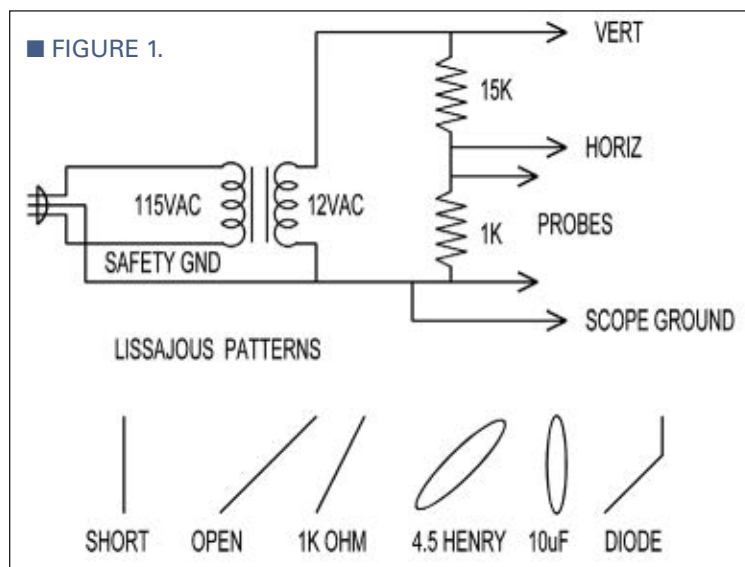 ■ FIGURE 1.
VERT
15K
HORIZ
115VAC 12VAC
1K PROBES
SAFETY GND
SCOPE GROUND
LISSAJOUS PATTERNS
SHORT OPEN 1K OHM 4.5 HENRY 10uF DIODE